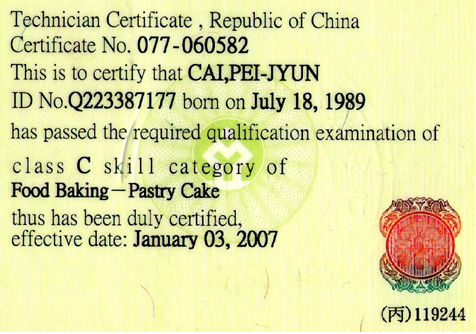 Technician Certificate , Republic of China
Certificate No. 077-060582
This is to certify that CAI,PEI-JYUN
ID No.Q223387177 born on July 18, 1989
has passed the required qualification examination of
class C skill category of
Food Baking－Pastry Cake
thus has been duly certified,
effective date: January 03, 2007
(丙)119244